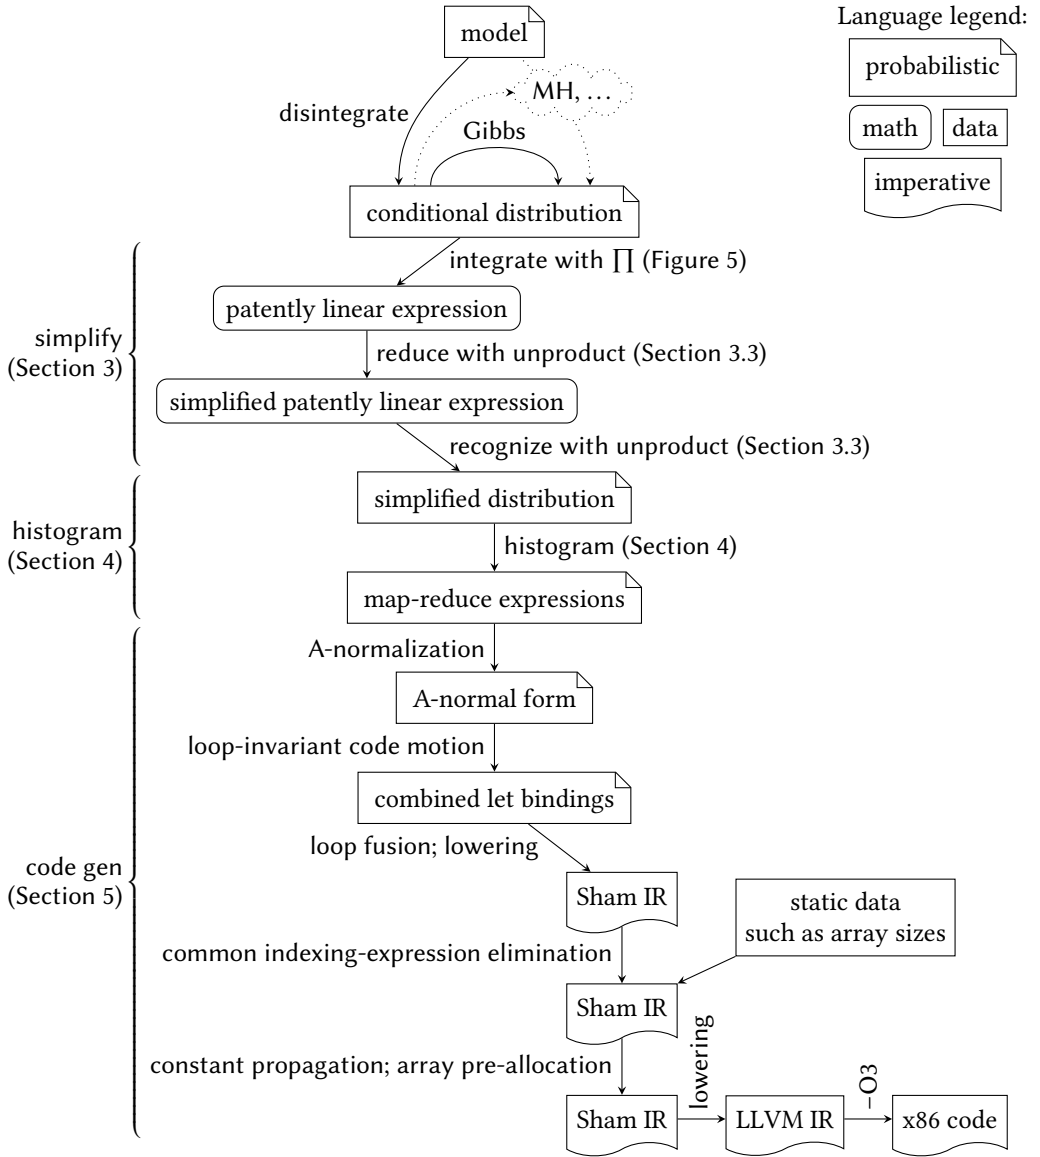 model
Language legend:
probabilistic
math
data
imperative
MH, …
disintegrate
Gibbs
conditional distribution
integrate with ∏ (Figure 5)
patently linear expression
simplify
(Section 3)
reduce with unproduct (Section 3.3)
simplified patently linear expression
recognize with unproduct (Section 3.3)
simplified distribution
histogram
(Section 4)
histogram (Section 4)
map-reduce expressions
A-normalization
A-normal form
loop-invariant code motion
combined let bindings
loop fusion; lowering
code gen
(Section 5)
Sham IR
static data
such as array sizes
common indexing-expression elimination
Sham IR
constant propagation; array pre-allocation
lowering
–O3
Sham IR
LLVM IR
x86 code